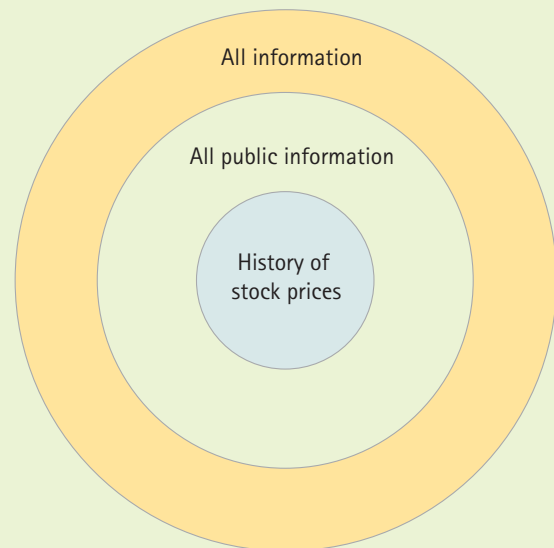 All information
All public information
History of
stock prices